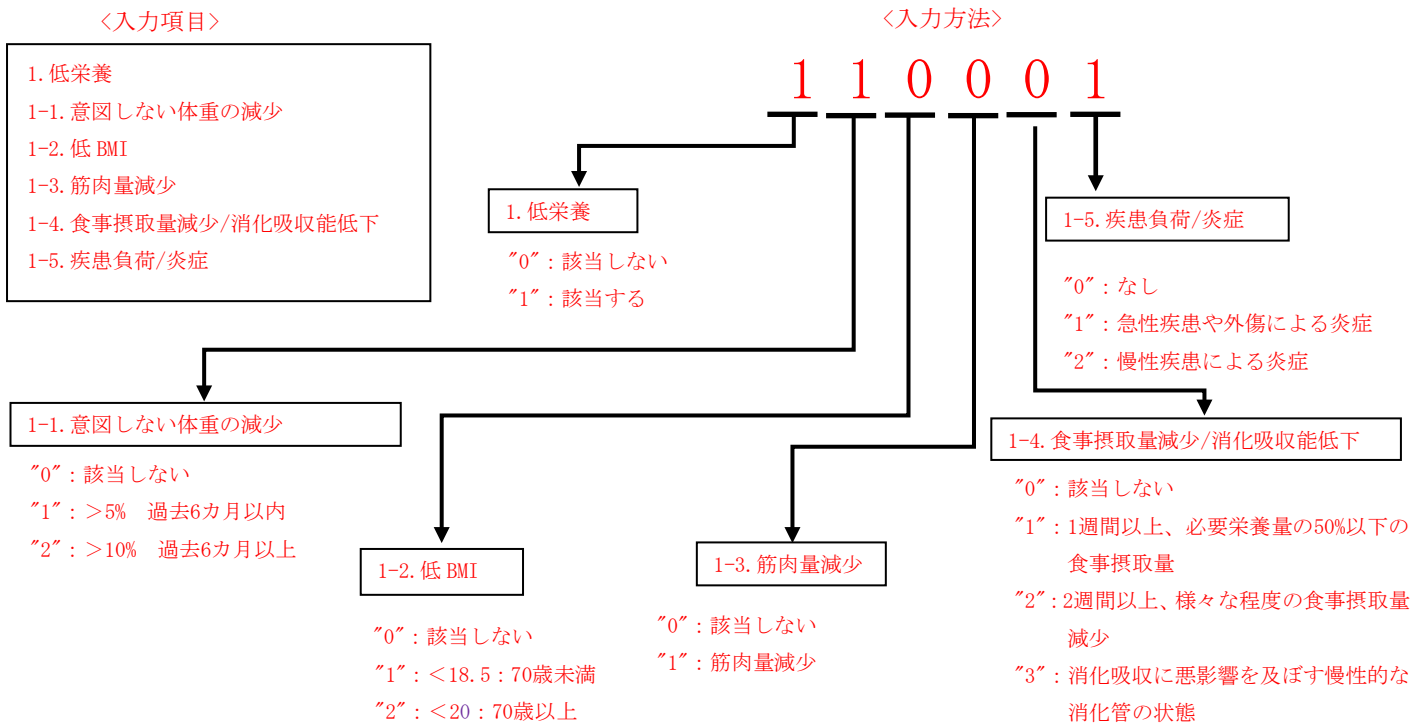 <入力項目>
1.低栄養
1-1.意図しない体重の減少
1-2.低 BMI
1-3.筋肉量減少
1-4.食事摂取量減少/消化吸収能低下
1-5.疾患負荷/炎症
<入力方法>
1 1 0 0 0 1
1.低栄養
"0"：該当しない
"1"：該当する
1-5.疾患負荷/炎症
"0"：なし
"1"：急性疾患や外傷による炎症
"2"：慢性疾患による炎症
1-1.意図しない体重の減少
"0"：該当しない
"1"：＞5%　過去6カ月以内
"2"：＞10%　過去6カ月以上
1-2.低 BMI
"0"：該当しない
"1"：＜18.5：70歳未満
"2"：＜20：70歳以上
1-3.筋肉量減少
"0"：該当しない
"1"：筋肉量減少
1-4.食事摂取量減少/消化吸収能低下
"0"：該当しない
"1"：1週間以上、必要栄養量の50%以下の
食事摂取量
"2"：2週間以上、様々な程度の食事摂取量
減少
"3"：消化吸収に悪影響を及ぼす慢性的な
消化管の状態